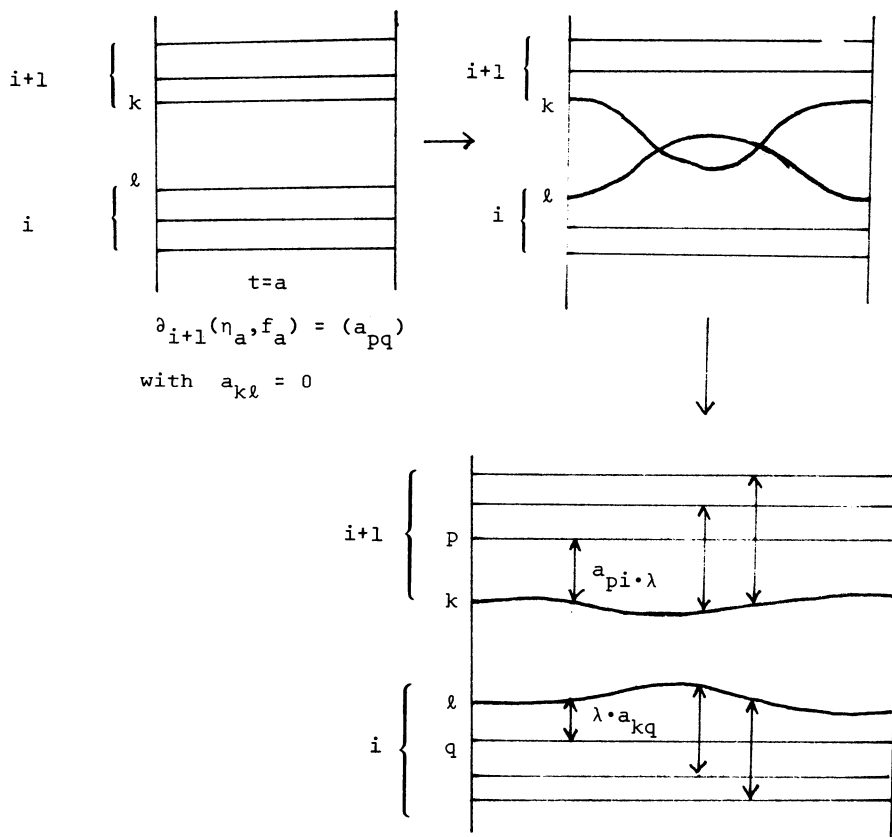 i+1
k
ℓ
i
t=a
∂i+1(ηa,fa) = (apq)
with akℓ = 0
i+1
k
ℓ
i
i+1
p
api·λ
k
ℓ
λ·akq
i
q